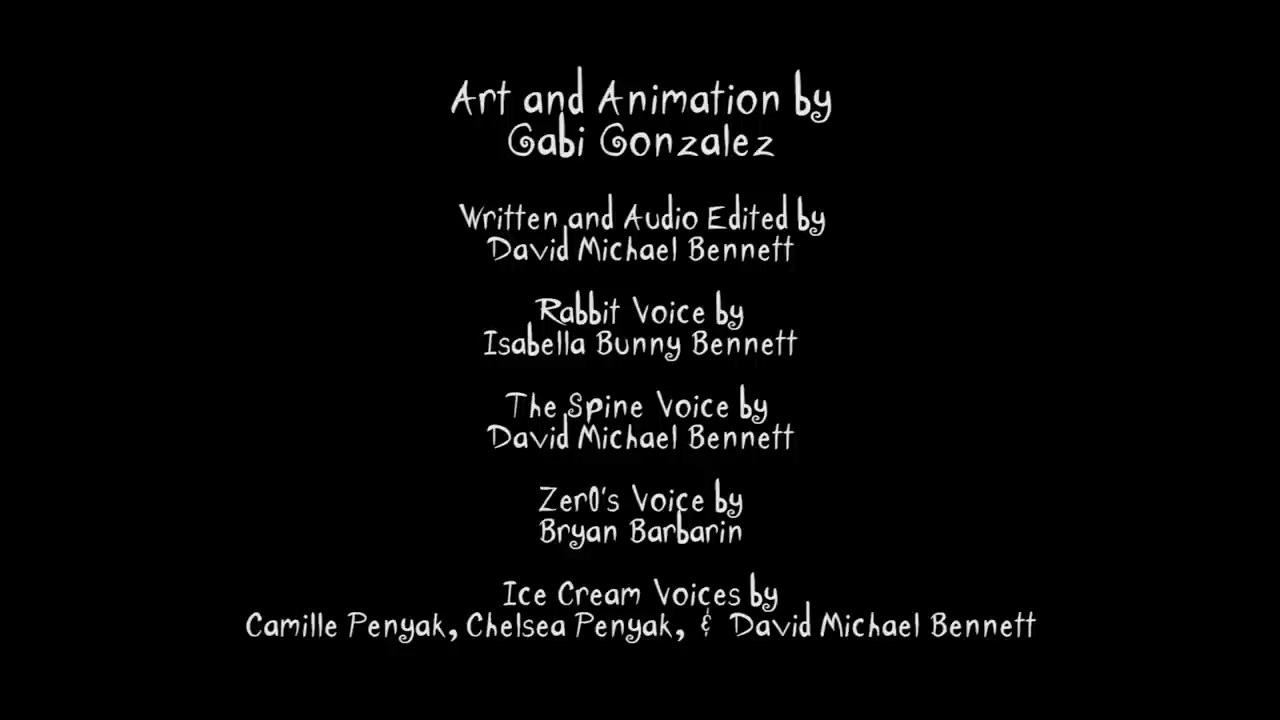 Art and Animation by
Gabi Gonzalez
Written and Audio Edited by
David Michael Bennett
Rabbit Voice by
Isabella Bunny Bennett
The Spine Voice by
David Michael Bennett
Zer0's Voice by
Bryan Barbarin
Ice Cream Voices by
Camille Penyak, Chelsea Penyak, & David Michael Bennett